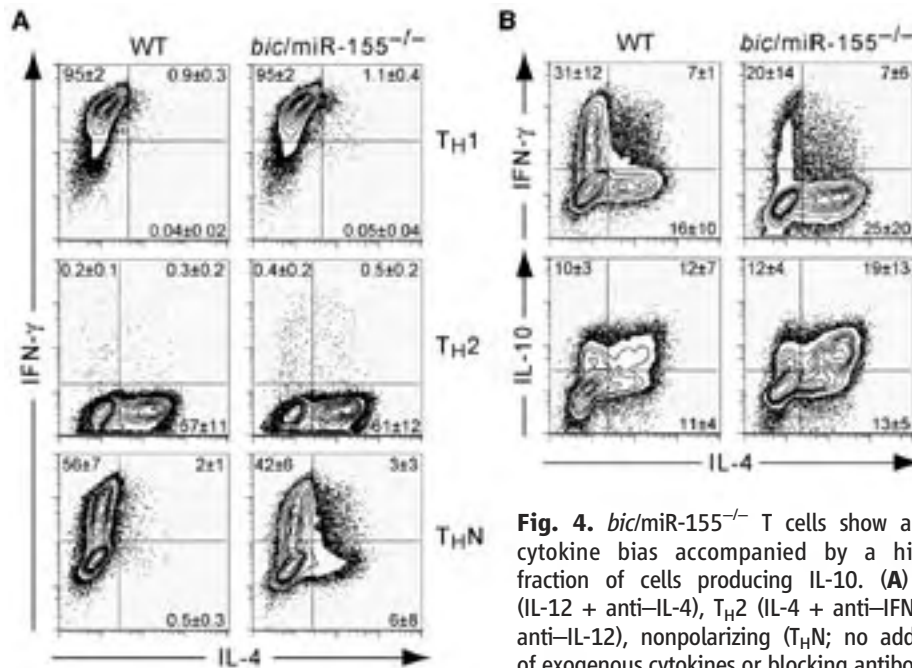 A
WT
bic/miR-155⁻/⁻
95±2
0.9±0.3
0.04±0.02
95±2
1.1±0.4
0.05±0.04
T_H1
0.2±0.1
0.3±0.2
57±11
0.4±0.2
0.5±0.2
61±12
T_H2
56±7
2±1
0.5±0.3
42±6
3±3
6±8
T_HN
IFN-γ
IL-4
B
WT
bic/miR-155⁻/⁻
31±12
7±1
16±10
20±14
7±6
25±20
IFN-γ
10±3
12±7
11±4
12±4
19±13
13±5
IL-10
IL-4
Fig. 4. bic/miR-155⁻/⁻ T cells show a
cytokine bias accompanied by a hi
fraction of cells producing IL-10. (A)
(IL-12 + anti–IL-4), T_H2 (IL-4 + anti–IFN
anti–IL-12), nonpolarizing (T_HN; no add
of exogenous cytokines or blocking antibo